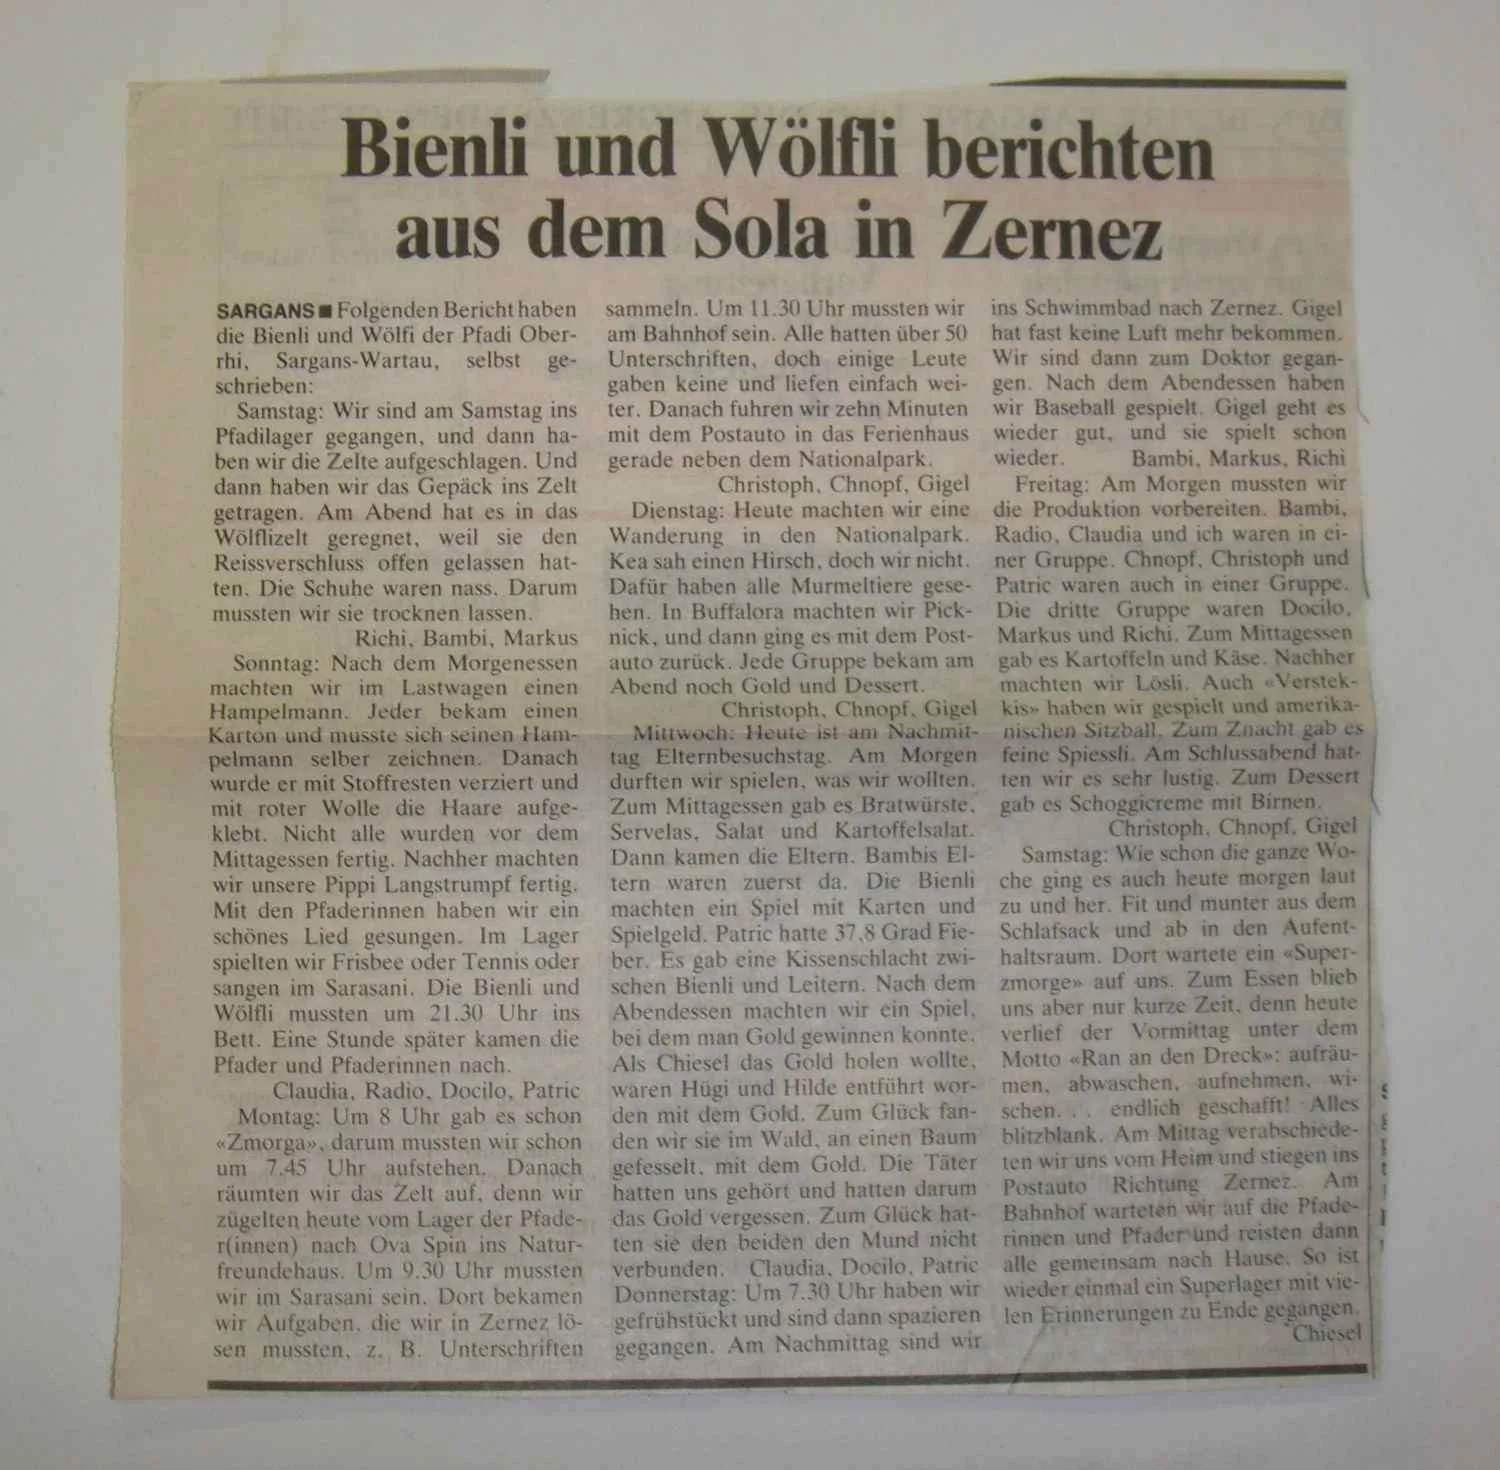 Bienli und Wölfli berichten
aus dem Sola in Zernez
SARGANS ■ Folgenden Bericht haben
die Bienli und Wölfi der Pfadi Ober-
rhi, Sargans-Wartau, selbst ge-
schrieben:
Samstag: Wir sind am Samstag ins
Pfadilager gegangen, und dann ha-
ben wir die Zelte aufgeschlagen. Und
dann haben wir das Gepäck ins Zelt
getragen. Am Abend hat es in das
Wölflizelt geregnet, weil sie den
Reissverschluss offen gelassen hat-
ten. Die Schuhe waren nass. Darum
mussten wir sie trocknen lassen.
Richi, Bambi, Markus
Sonntag: Nach dem Morgenessen
machten wir im Lastwagen einen
Hampelmann. Jeder bekam einen
Karton und musste sich seinen Ham-
pelmann selber zeichnen. Danach
wurde er mit Stoffresten verziert und
mit roter Wolle die Haare aufge-
klebt. Nicht alle wurden vor dem
Mittagessen fertig. Nachher machten
wir unsere Pippi Langstrumpf fertig.
Mit den Pfaderinnen haben wir ein
schönes Lied gesungen. Im Lager
spielten wir Frisbee oder Tennis oder
sangen im Sarasani. Die Bienli und
Wölfli mussten um 21.30 Uhr ins
Bett. Eine Stunde später kamen die
Pfader und Pfaderinnen nach.
Claudia, Radio, Docilo, Patric
Montag: Um 8 Uhr gab es schon
«Zmorga», darum mussten wir schon
um 7.45 Uhr aufstehen. Danach
räumten wir das Zelt auf, denn wir
zügelten heute vom Lager der Pfade-
r(innen) nach Ova Spin ins Natur-
freundehaus. Um 9.30 Uhr mussten
wir im Sarasani sein. Dort bekamen
wir Aufgaben, die wir in Zernez lö-
sen mussten, z. B. Unterschriften
sammeln. Um 11.30 Uhr mussten wir
am Bahnhof sein. Alle hatten über 50
Unterschriften, doch einige Leute
gaben keine und liefen einfach wei-
ter. Danach fuhren wir zehn Minuten
mit dem Postauto in das Ferienhaus
gerade neben dem Nationalpark.
Christoph, Chnopf, Gigel
Dienstag: Heute machten wir eine
Wanderung in den Nationalpark.
Kea sah einen Hirsch, doch wir nicht.
Dafür haben alle Murmeltiere gese-
hen. In Buffalora machten wir Pick-
nick, und dann ging es mit dem Post-
auto zurück. Jede Gruppe bekam am
Abend noch Gold und Dessert.
Christoph, Chnopf, Gigel
Mittwoch: Heute ist am Nachmit-
tag Elternbesuchstag. Am Morgen
durften wir spielen, was wir wollten.
Zum Mittagessen gab es Bratwürste,
Servelas, Salat und Kartoffelsalat.
Dann kamen die Eltern. Bambis El-
tern waren zuerst da. Die Bienli
machten ein Spiel mit Karten und
Spielgeld. Patric hatte 37,8 Grad Fie-
ber. Es gab eine Kissenschlacht zwi-
schen Bienli und Leitern. Nach dem
Abendessen machten wir ein Spiel,
bei dem man Gold gewinnen konnte.
Als Chiesel das Gold holen wollte,
waren Hügi und Hilde entführt wor-
den mit dem Gold. Zum Glück fan-
den wir sie im Wald, an einen Baum
gefesselt, mit dem Gold. Die Täter
hatten uns gehört und hatten darum
das Gold vergessen. Zum Glück hat-
ten sie den beiden den Mund nicht
verbunden. Claudia, Docilo, Patric
Donnerstag: Um 7.30 Uhr haben wir
gefrühstückt und sind dann spazieren
gegangen. Am Nachmittag sind wir
ins Schwimmbad nach Zernez. Gigel
hat fast keine Luft mehr bekommen.
Wir sind dann zum Doktor gegan-
gen. Nach dem Abendessen haben
wir Baseball gespielt. Gigel geht es
wieder gut, und sie spielt schon
wieder. Bambi, Markus, Richi
Freitag: Am Morgen mussten wir
die Produktion vorbereiten. Bambi,
Radio, Claudia und ich waren in ei-
ner Gruppe. Chnopf, Christoph und
Patric waren auch in einer Gruppe.
Die dritte Gruppe waren Docilo,
Markus und Richi. Zum Mittagessen
gab es Kartoffeln und Käse. Nachher
machten wir Lösli. Auch «Verstek-
kis» haben wir gespielt und amerika-
nischen Sitzball. Zum Znacht gab es
feine Spiessli. Am Schlussabend hat-
ten wir es sehr lustig. Zum Dessert
gab es Schoggicreme mit Birnen.
Christoph, Chnopf, Gigel
Samstag: Wie schon die ganze Wo-
che ging es auch heute morgen laut
zu und her. Fit und munter aus dem
Schlafsack und ab in den Aufent-
haltsraum. Dort wartete ein «Super-
zmorge» auf uns. Zum Essen blieb
uns aber nur kurze Zeit, denn heute
verlief der Vormittag unter dem
Motto «Ran an den Dreck»: aufräu-
men, abwaschen, aufnehmen, wi-
schen. . . endlich geschafft! Alles
blitzblank. Am Mittag verabschiede-
ten wir uns vom Heim und stiegen ins
Postauto Richtung Zernez. Am
Bahnhof warteten wir auf die Pfade-
rinnen und Pfader und reisten dann
alle gemeinsam nach Hause. So ist
wieder einmal ein Superlager mit vie-
len Erinnerungen zu Ende gegangen.
Chiesel